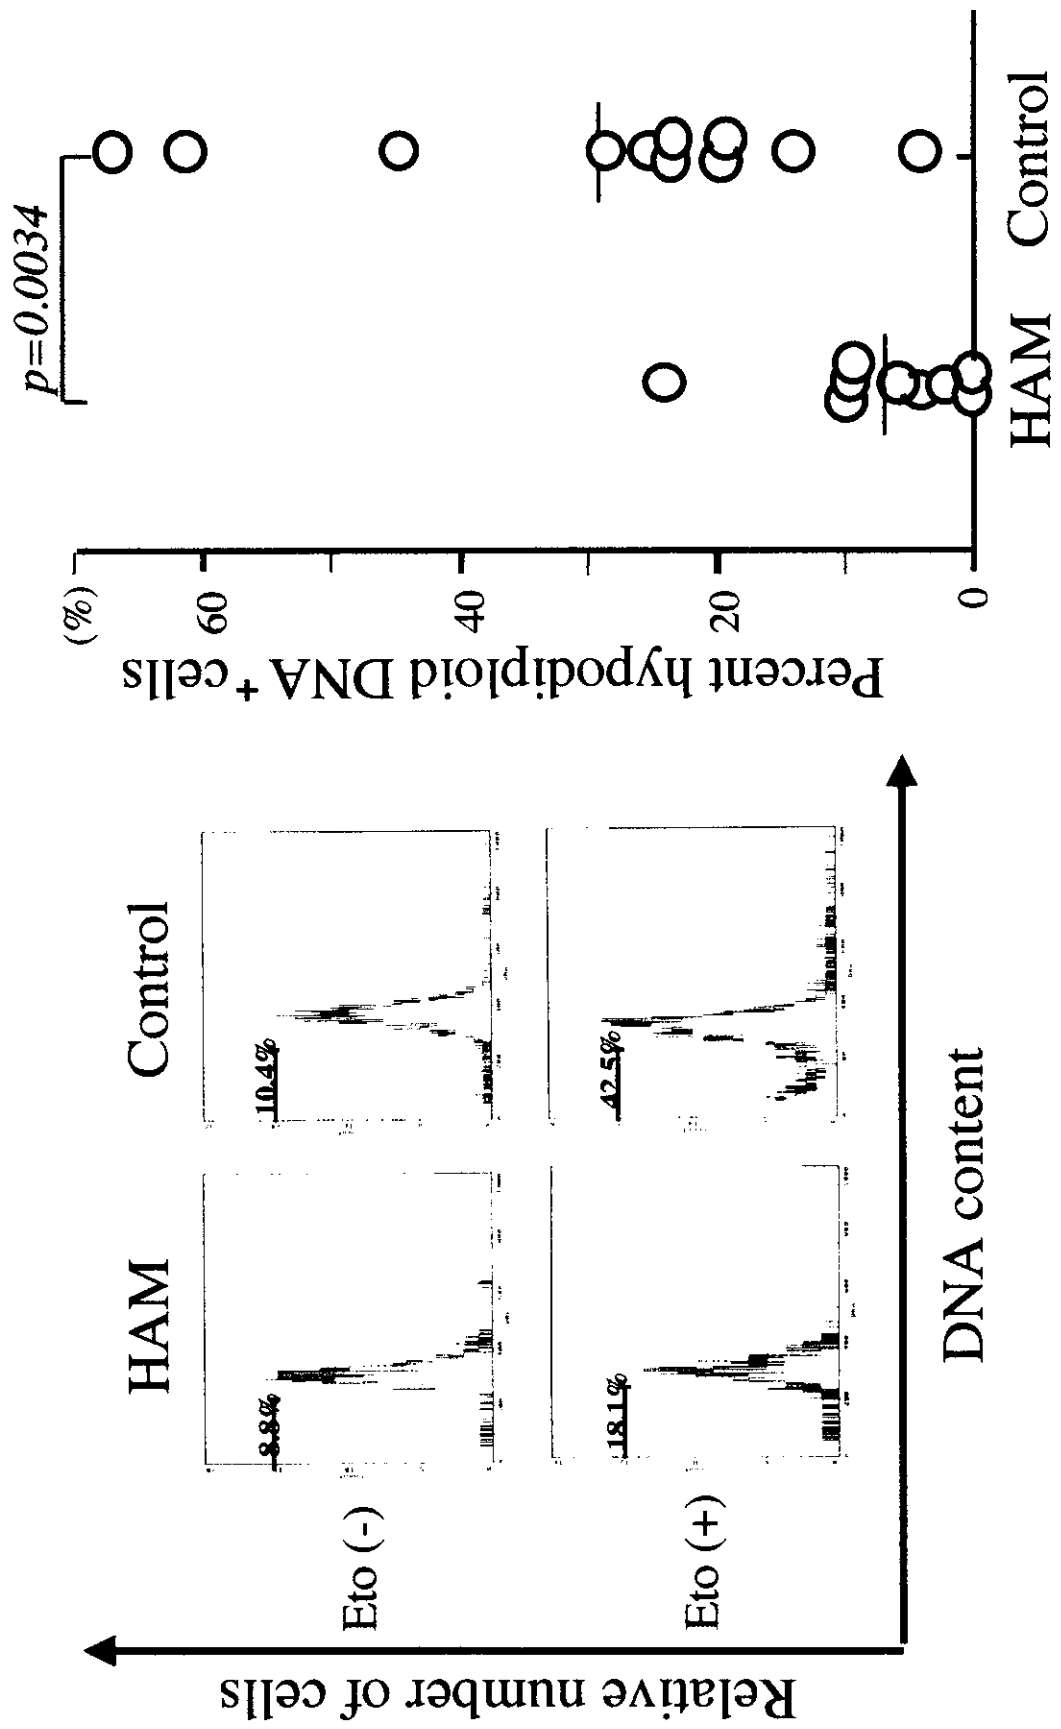 HAM
Control
Relative number of cells
Eto (-)
8.8%
10.4%
Eto (+)
18.1%
42.5%
DNA content
p=0.0034
(%)
Percent hypodiploid DNA + cells
60
40
20
0
HAM
Control